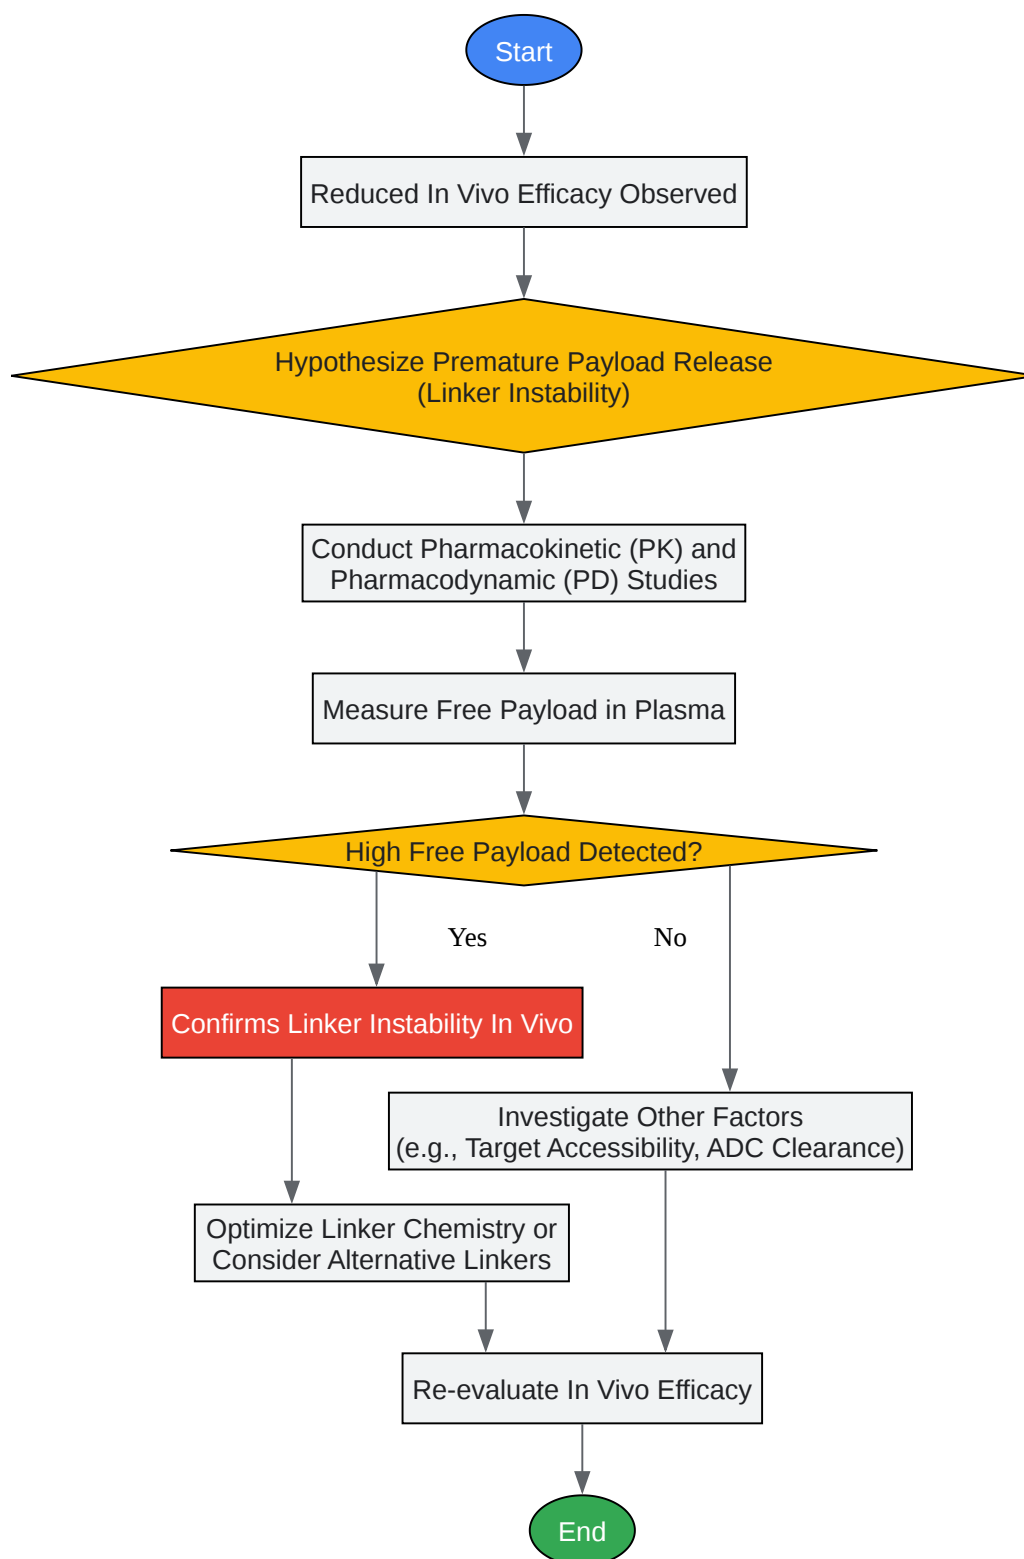 Start
Reduced In Vivo Efficacy Observed
Hypothesize Premature Payload Release
(Linker Instability)
Conduct Pharmacokinetic (PK) and
Pharmacodynamic (PD) Studies
Measure Free Payload in Plasma
High Free Payload Detected?
Yes
No
Confirms Linker Instability In Vivo
Investigate Other Factors
(e.g., Target Accessibility, ADC Clearance)
Optimize Linker Chemistry or
Consider Alternative Linkers
Re-evaluate In Vivo Efficacy
End